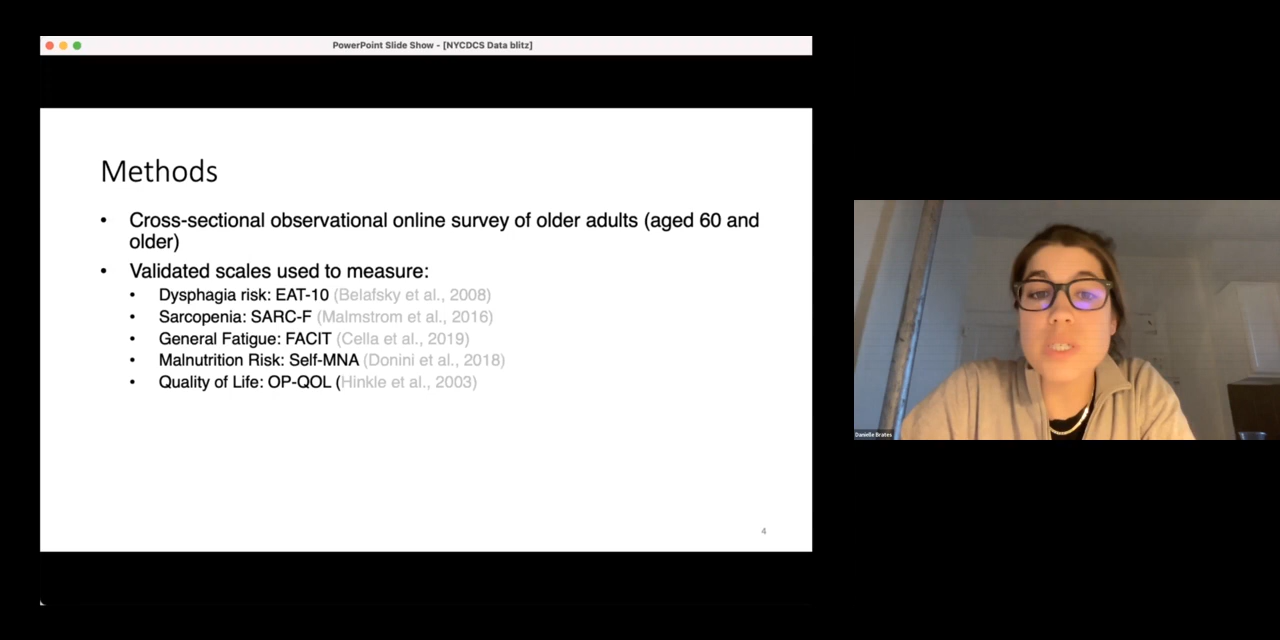 PowerPoint Slide Show - [NYCDCS Data blitz]
Methods
• Cross-sectional observational online survey of older adults (aged 60 and
older)
• Validated scales used to measure:
• Dysphagia risk: EAT-10 (Belafsky et al., 2008)
• Sarcopenia: SARC-F (Malmstrom et al., 2016)
• General Fatigue: FACIT (Cella et al., 2019)
• Malnutrition Risk: Self-MNA (Donini et al., 2018)
• Quality of Life: OP-QOL (Hinkle et al., 2003)
4
Danielle Brates